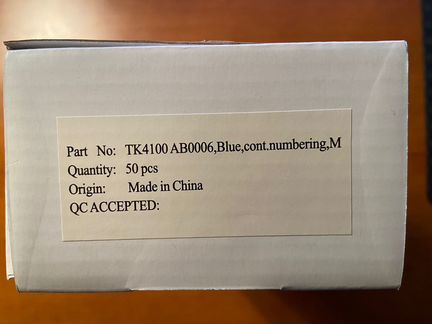 Part No: TK4100 AB0006,Blue,cont.numbering,M
Quantity: 50 pcs
Origin: Made in China
QC ACCEPTED: